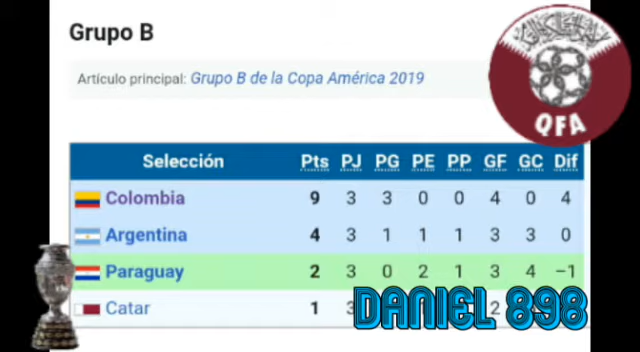 Grupo B
Artículo principal: Grupo B de la Copa América 2019
QFA
Selección Pts PJ PG PE PP GF GC Dif
Colombia 9 3 3 0 0 4 0 4
Argentina 4 3 1 1 1 3 3 0
Paraguay 2 3 0 2 1 3 4 −1
Catar 1 3 2
DANIEL 898